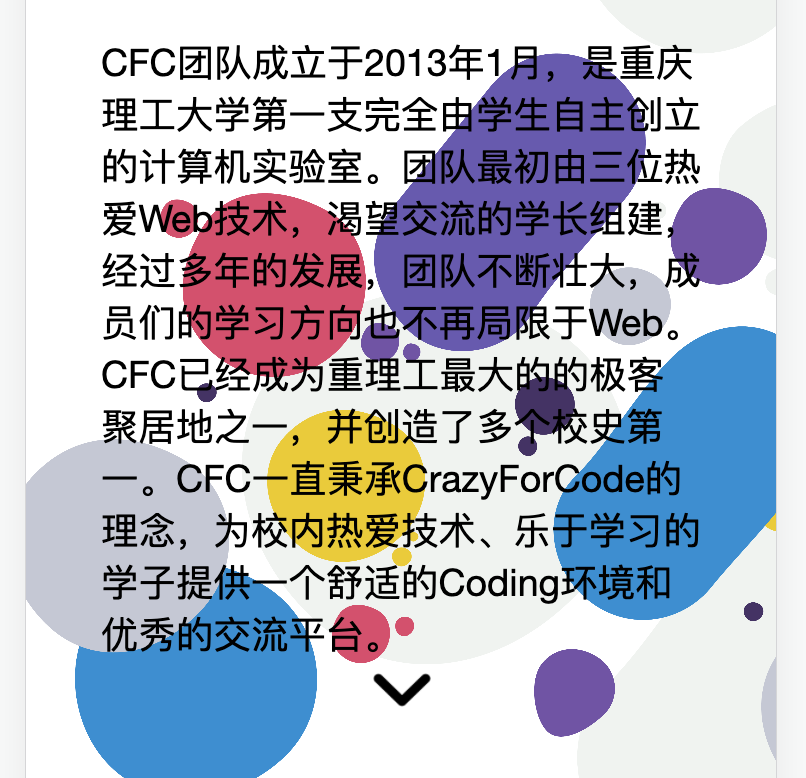 CFC团队成立于2013年1月，是重庆
理工大学第一支完全由学生自主创立
的计算机实验室。团队最初由三位热
爱Web技术，渴望交流的学长组建，
经过多年的发展，团队不断壮大，成
员们的学习方向也不再局限于Web。
CFC已经成为重理工最大的的极客
聚居地之一，并创造了多个校史第
一。CFC一直秉承CrazyForCode的
理念，为校内热爱技术、乐于学习的
学子提供一个舒适的Coding环境和
优秀的交流平台。